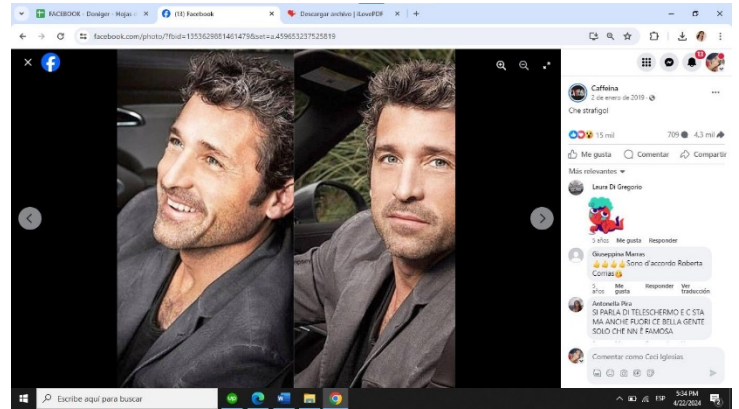 FACEBOOK - Doniger - Hojas
(13) Facebook
Descargar archivo | iLovePDF
facebook.com/photo/?fbid=1353629881461479&set=a.459653237525819
Caffeina
2 de enero de 2019
Che strafigo!
15 mil
709
4,3 mil
Me gusta
Comentar
Compartir
Más relevantes
Laura Di Gregorio
5 años Me gusta Responder
Giuseppina Marras
👍👍👍👍Sono d'accordo Roberta
Comas
5 años
Me gusta
Responder
Ver traducción
Antonella Pira
SI PARLA DI TELESCHERMO E C STA
MA ANCHE FUORI CE BELLA GENTE
SOLO CHE NN È FAMOSA
Comentar como Ceci Iglesias
Escribe aquí para buscar
ESP
5:34 PM
4/22/2024